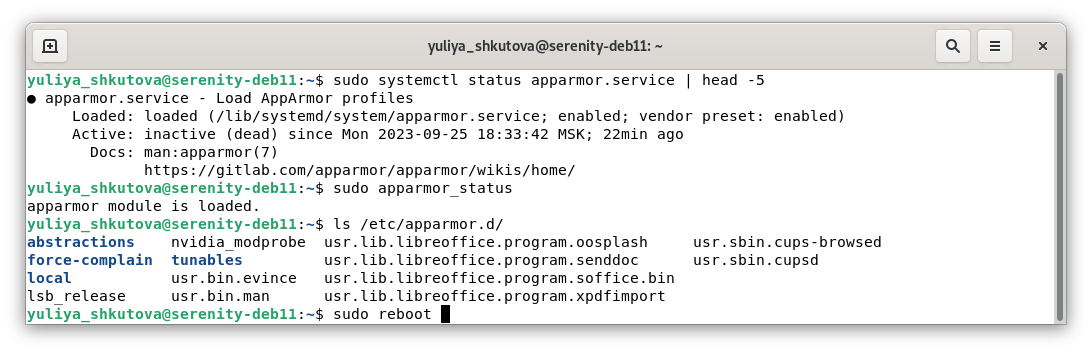 yuliya_shkutova@serenity-deb11: ~
yuliya_shkutova@serenity-deb11:~$ sudo systemctl status apparmor.service | head -5
● apparmor.service - Load AppArmor profiles
     Loaded: loaded (/lib/systemd/system/apparmor.service; enabled; vendor preset: enabled)
     Active: inactive (dead) since Mon 2023-09-25 18:33:42 MSK; 22min ago
       Docs: man:apparmor(7)
             https://gitlab.com/apparmor/apparmor/wikis/home/
yuliya_shkutova@serenity-deb11:~$ sudo apparmor_status
apparmor module is loaded.
yuliya_shkutova@serenity-deb11:~$ ls /etc/apparmor.d/
abstractions    nvidia_modprobe  usr.lib.libreoffice.program.oosplash     usr.sbin.cups-browsed
force-complain  tunables         usr.lib.libreoffice.program.senddoc      usr.sbin.cupsd
local           usr.bin.evince   usr.lib.libreoffice.program.soffice.bin
lsb_release     usr.bin.man      usr.lib.libreoffice.program.xpdfimport
yuliya_shkutova@serenity-deb11:~$ sudo reboot